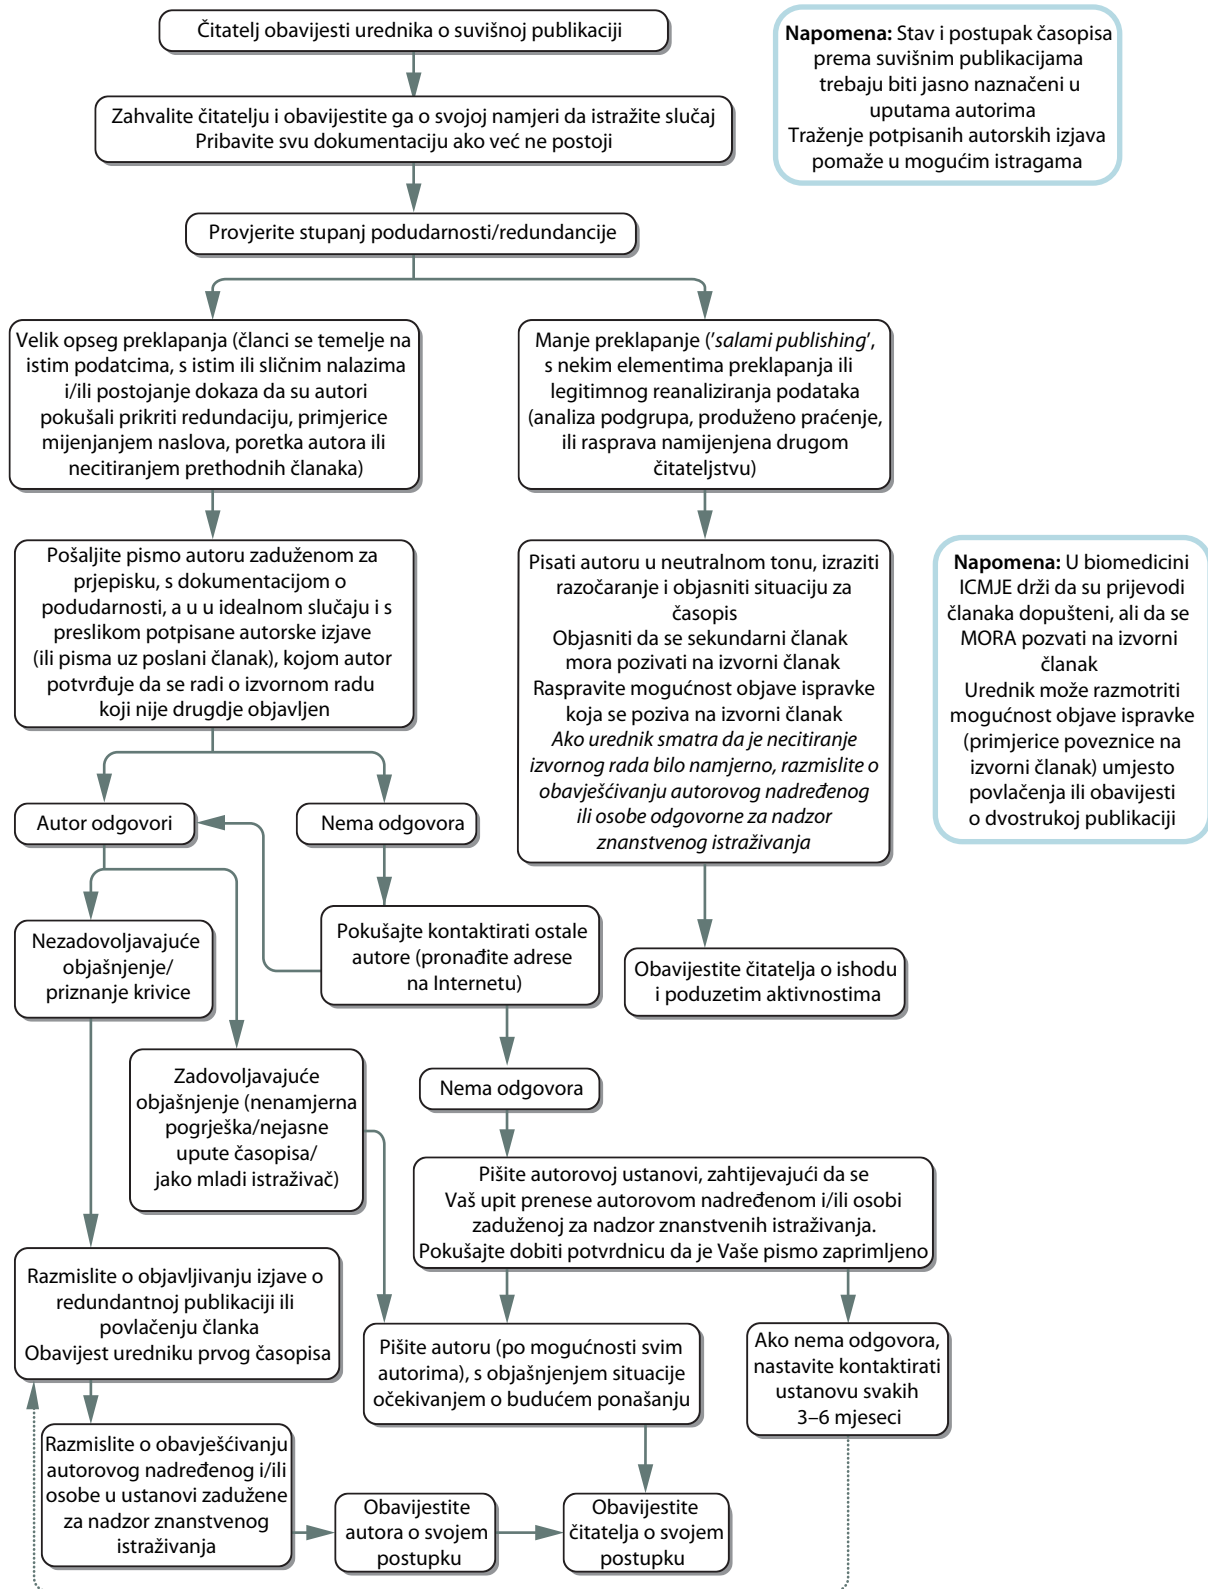 Čitatelj obavijesti urednika o suvišnoj publikaciji
Napomena: Stav i postupak časopisa
prema suvišnim publikacijama
trebaju biti jasno naznačeni u
uputama autorima
Traženje potpisanih autorskih izjava
pomaže u mogućim istragama
Zahvalite čitatelju i obavijestite ga o svojoj namjeri da istražite slučaj
Pribavite svu dokumentaciju ako već ne postoji
Provjerite stupanj podudarnosti/redundancije
Velik opseg preklapanja (članci se temelje na
istim podatcima, s istim ili sličnim nalazima
i/ili postojanje dokaza da su autori
pokušali prikriti redundaciju, primjerice
mijenjanjem naslova, poretka autora ili
necitiranjem prethodnih članaka)
Manje preklapanje ('salami publishing',
s nekim elementima preklapanja ili
legitimnog reanaliziranja podataka
(analiza podgrupa, produženo praćenje,
ili rasprava namijenjena drugom
čitateljstvu)
Pošaljite pismo autoru zaduženom za
prjepisku, s dokumentacijom o
podudarnosti, a u u idealnom slučaju i s
preslikom potpisane autorske izjave
(ili pisma uz poslani članak), kojom autor
potvrđuje da se radi o izvornom radu
koji nije drugdje objavljen
Pisati autoru u neutralnom tonu, izraziti
razočaranje i objasniti situaciju za
časopis
Objasniti da se sekundarni članak
mora pozivati na izvorni članak
Raspravite mogućnost objave ispravke
koja se poziva na izvorni članak
Ako urednik smatra da je necitiranje
izvornog rada bilo namjerno, razmislite o
obavješćivanju autorovog nadređenog
ili osobe odgovorne za nadzor
znanstvenog istraživanja
Napomena: U biomedicini
ICMJE drži da su prijevodi
članaka dopušteni, ali da se
MORA pozvati na izvorni
članak
Urednik može razmotriti
mogućnost objave ispravke
(primjerice poveznice na
izvorni članak) umjesto
povlačenja ili obavijesti
o dvostrukoj publikaciji
Autor odgovori
Nema odgovora
Nezadovoljavajuće
objašnjenje/
priznanje krivice
Pokušajte kontaktirati ostale
autore (pronađite adrese
na Internetu)
Obavijestite čitatelja o ishodu
i poduzetim aktivnostima
Zadovoljavajuće
objašnjenje (nenamjerna
pogrješka/nejasne
upute časopisa/
jako mladi istraživač)
Nema odgovora
Pišite autorovoj ustanovi, zahtijevajući da se
Vaš upit prenese autorovom nadređenom i/ili osobi
zaduženoj za nadzor znanstvenih istraživanja.
Pokušajte dobiti potvrdnicu da je Vaše pismo zaprimljeno
Razmislite o objavljivanju izjave o
redundantnoj publikaciji ili
povlačenju članka
Obavijest uredniku prvog časopisa
Pišite autoru (po mogućnosti svim
autorima), s objašnjenjem situacije
očekivanjem o budućem ponašanju
Ako nema odgovora,
nastavite kontaktirati
ustanovu svakih
3–6 mjeseci
Razmislite o obavješćivanju
autorovog nadređenog i/ili
osobe u ustanovi zadužene
za nadzor znanstvenog
istraživanja
Obavijestite
autora o svojem
postupku
Obavijestite
čitatelja o svojem
postupku